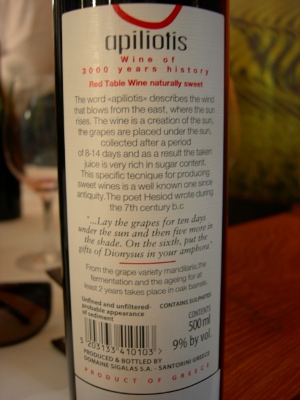 apiliotis
Wine of
3000 years history
Red Table Wine naturally sweet
The word «apiliotis» describes the wind
that blows from the east, where the sun
rises. The wine is a creation of the sun,
the grapes are placed under the sun,
collected after a period
of 8-14 days and as a result the taken
juice is very rich in sugar content.
This specific tecnique for producing
sweet wines is a well known one since
antiquity. The poet Hesiod wrote during
the 7th century b.c
"...Lay the grapes for ten days
under the sun and then five more in
the shade. On the sixth, put the
gifts of Dionysus in your amphora"
From the grape variety mandilaria; the
fermentation and the ageing for at
least 2 years takes place in oak barrels.
Unfined and unfiltered-
probable appearance
of sediment
CONTAINS SULPHITES
CONTENTS
500ml
9% by vol.
5 203133 410103 >
PRODUCED & BOTTLED BY
DOMAINE SIGALAS S.A. - SANTORINI GREECE
PRODUCT OF GREECE